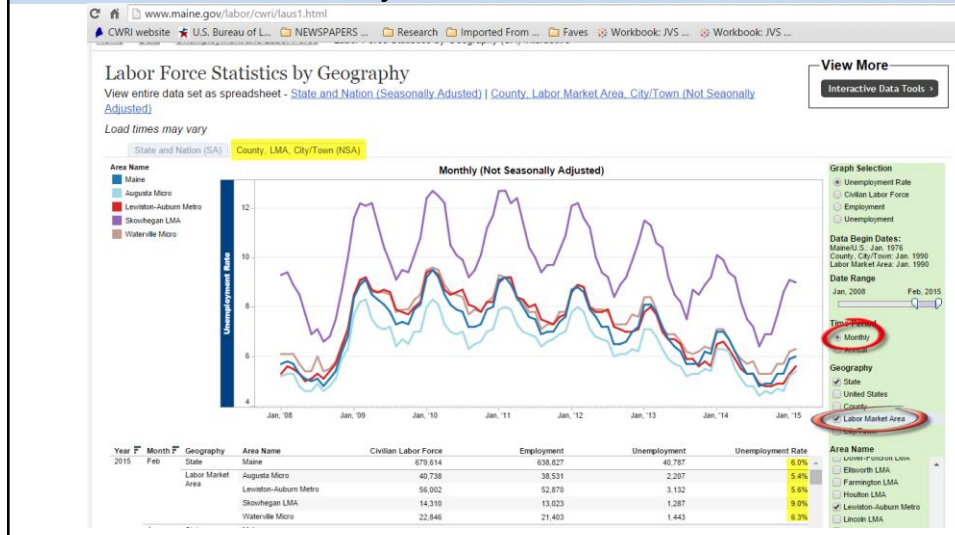 www.maine.gov/labor/cwri/laus1.html
CWRI website U.S. Bureau of L... NEWSPAPERS ... Research Imported From ... Faves Workbook: JVS ... Workbook: JVS ...
Labor Force Statistics by Geography
View entire data set as spreadsheet - State and Nation (Seasonally Adusted) | County, Labor Market Area, City/Town (Not Seaonally
Adjusted)
Load times may vary
View More
Interactive Data Tools ›
State and Nation (SA) County, LMA, City/Town (NSA)
Area Name
Maine
Augusta Micro
Lewiston-Auburn Metro
Skowhegan LMA
Waterville Micro
Monthly (Not Seasonally Adjusted)
Unemployment Rate
12
10
8
6
4
Jan, '08 Jan, '09 Jan, '10 Jan, '11 Jan, '12 Jan, '13 Jan, '14 Jan, '15
Graph Selection
Unemployment Rate
Civilian Labor Force
Employment
Unemployment
Data Begin Dates:
Maine/U.S.: Jan. 1976
County, City/Town: Jan. 1990
Labor Market Area: Jan. 1990
Date Range
Jan, 2008 Feb, 2015
Time Period
Monthly
Annual
Geography
State
United States
County
Labor Market Area
City/Town
Year Month Geography Area Name Civilian Labor Force Employment Unemployment Unemployment Rate
2015 Feb State Maine 679,614 638,827 40,787 6.0%
Labor Market Area Augusta Micro 40,738 38,531 2,207 5.4%
Lewiston-Auburn Metro 56,002 52,870 3,132 5.6%
Skowhegan LMA 14,310 13,023 1,287 9.0%
Waterville Micro 22,846 21,403 1,443 6.3%
Area Name
Dover-Foxcroft LMA
Ellsworth LMA
Farmington LMA
Houlton LMA
Lewiston-Auburn Metro
Lincoln LMA